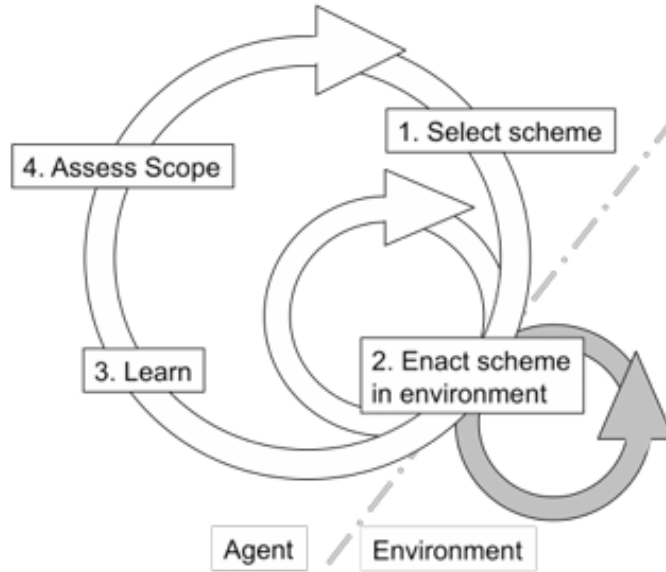 1. Select scheme
4. Assess Scope
2. Enact scheme
in environment
3. Learn
Agent
Environment